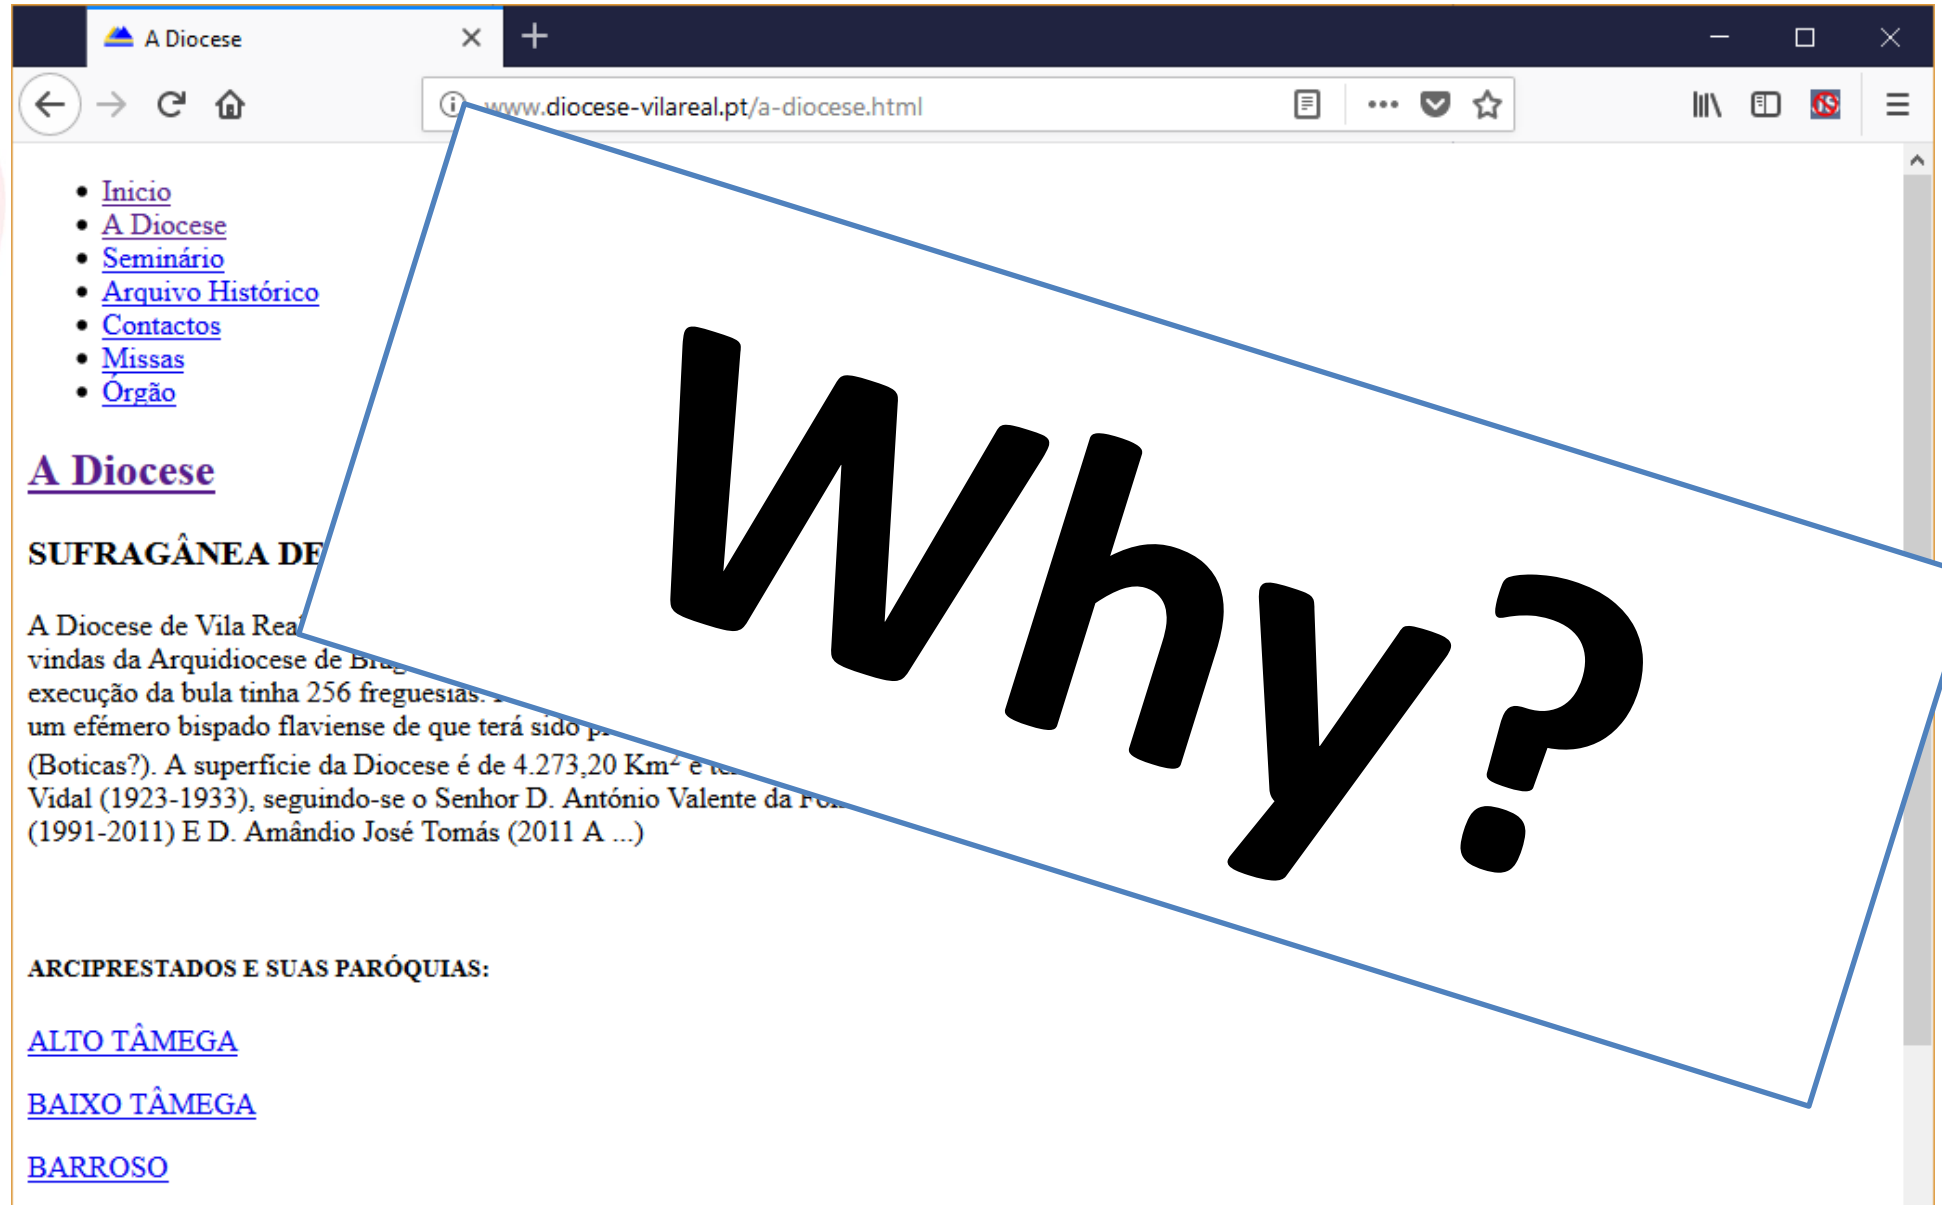 A Diocese
www.diocese-vilareal.pt/a-diocese.html
Inicio
A Diocese
Seminário
Arquivo Histórico
Contactos
Missas
Órgão
A Diocese
SUFRAGÂNEA DE
A Diocese de Vila Real
vindas da Arquidiocese de
execução da bula tinha 256 freguesias.
um efémero bispado flaviense de que terá sido
(Boticas?). A superfície da Diocese é de 4.273,20 Km² e
Vidal (1923-1933), seguindo-se o Senhor D. António Valente da
(1991-2011) E D. Amândio José Tomás (2011 A ...)
Why?
ARCIPRESTADOS E SUAS PARÓQUIAS:
ALTO TÂMEGA
BAIXO TÂMEGA
BARROSO